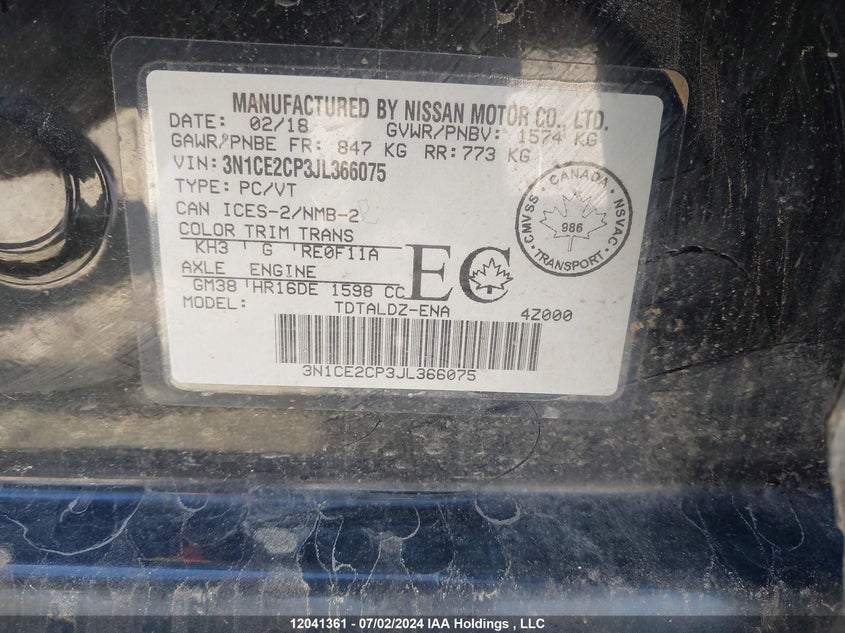 MANUFACTURED BY NISSAN MOTOR CO., LTD.
DATE: 02/18 GVWR/PNBV: 1574 KG
GAWR/PNBE FR: 847 KG RR: 773 KG
VIN: 3N1CE2CP3JL366075
TYPE: PC/VT
CAN ICES-2/NMB-2
COLOR TRIM TRANS
KH3 G RE0F11A
AXLE ENGINE
GM38 HR16DE 1598 CC
MODEL: TDTALDZ-ENA 4Z000
EC
CANADA
CMVSS NSVAC
986
TRANSPORT
3N1CE2CP3JL366075
12041361 - 07/02/2024 IAA Holdings, LLC